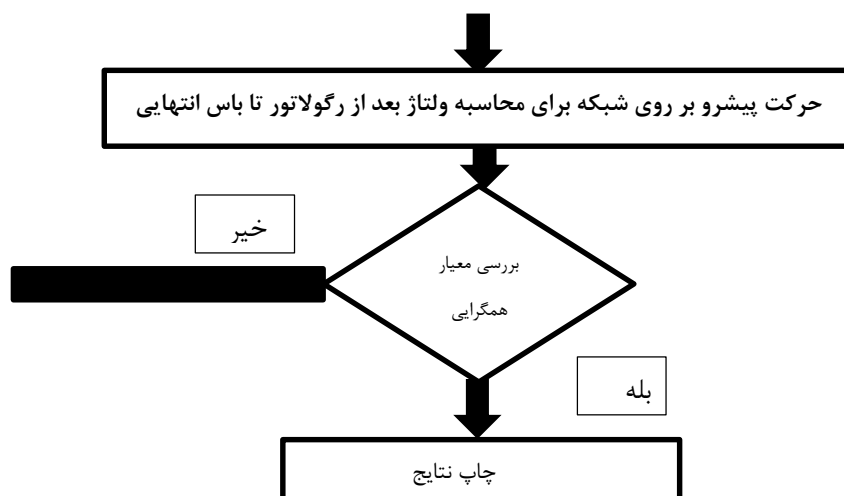 حرکت پیشرو بر روی شبکه برای محاسبه ولتاژ بعد از رگولاتور تا باس انتهایی
خیر
بررسی معیار
همگرایی
بله
چاپ نتایج